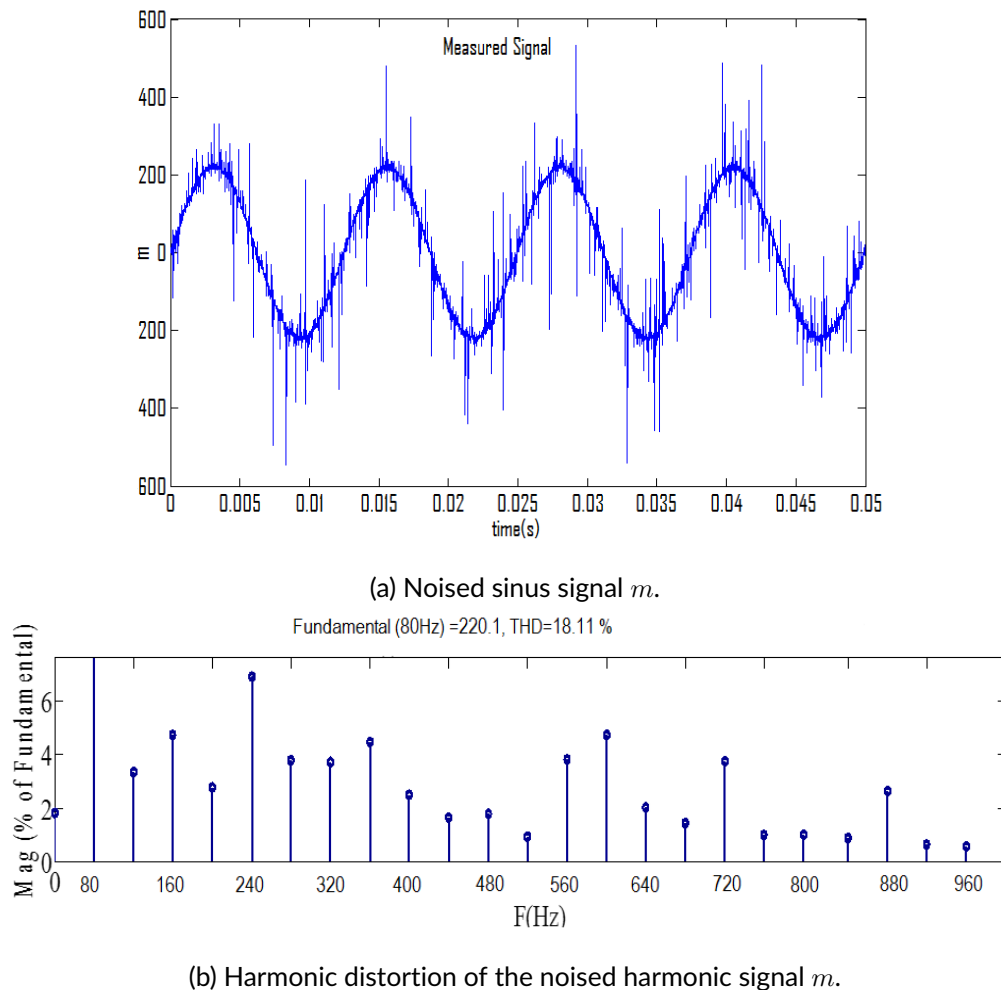 600
Measured Signal
400
200
m 0
200
400
600
0 0.005 0.01 0.015 0.02 0.025 0.03 0.035 0.04 0.045 0.05
time(s)
(a) Noised sinus signal m.
Fundamental (80Hz) =220.1, THD=18.11 %
Mag (% of Fundamental)
6
4
2
0
0 80 160 240 320 400 480 560 640 720 800 880 960
F(Hz)
(b) Harmonic distortion of the noised harmonic signal m.